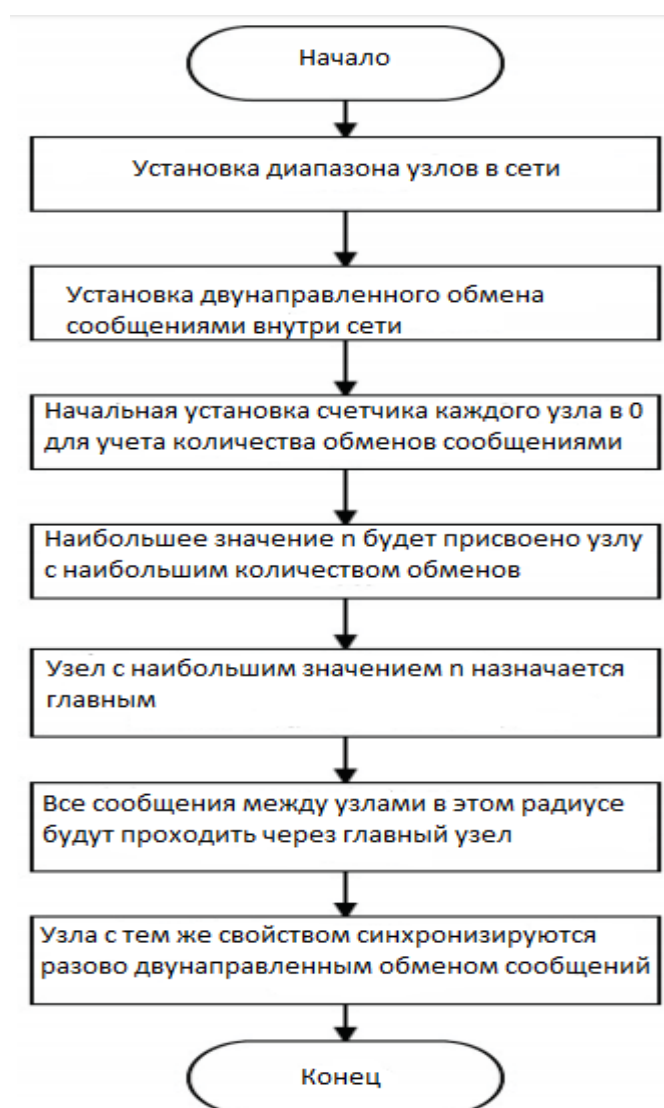 Начало
Установка диапазона узлов в сети
Установка двунаправленного обмена
сообщениями внутри сети
Начальная установка счетчика каждого узла в 0
для учета количества обменов сообщениями
Наибольшее значение n будет присвоено узлу
с наибольшим количеством обменов
Узел с наибольшим значением n назначается
главным
Все сообщения между узлами в этом радиусе
будут проходить через главный узел
Узла с тем же свойством синхронизируются
разово двунаправленным обменом сообщений
Конец